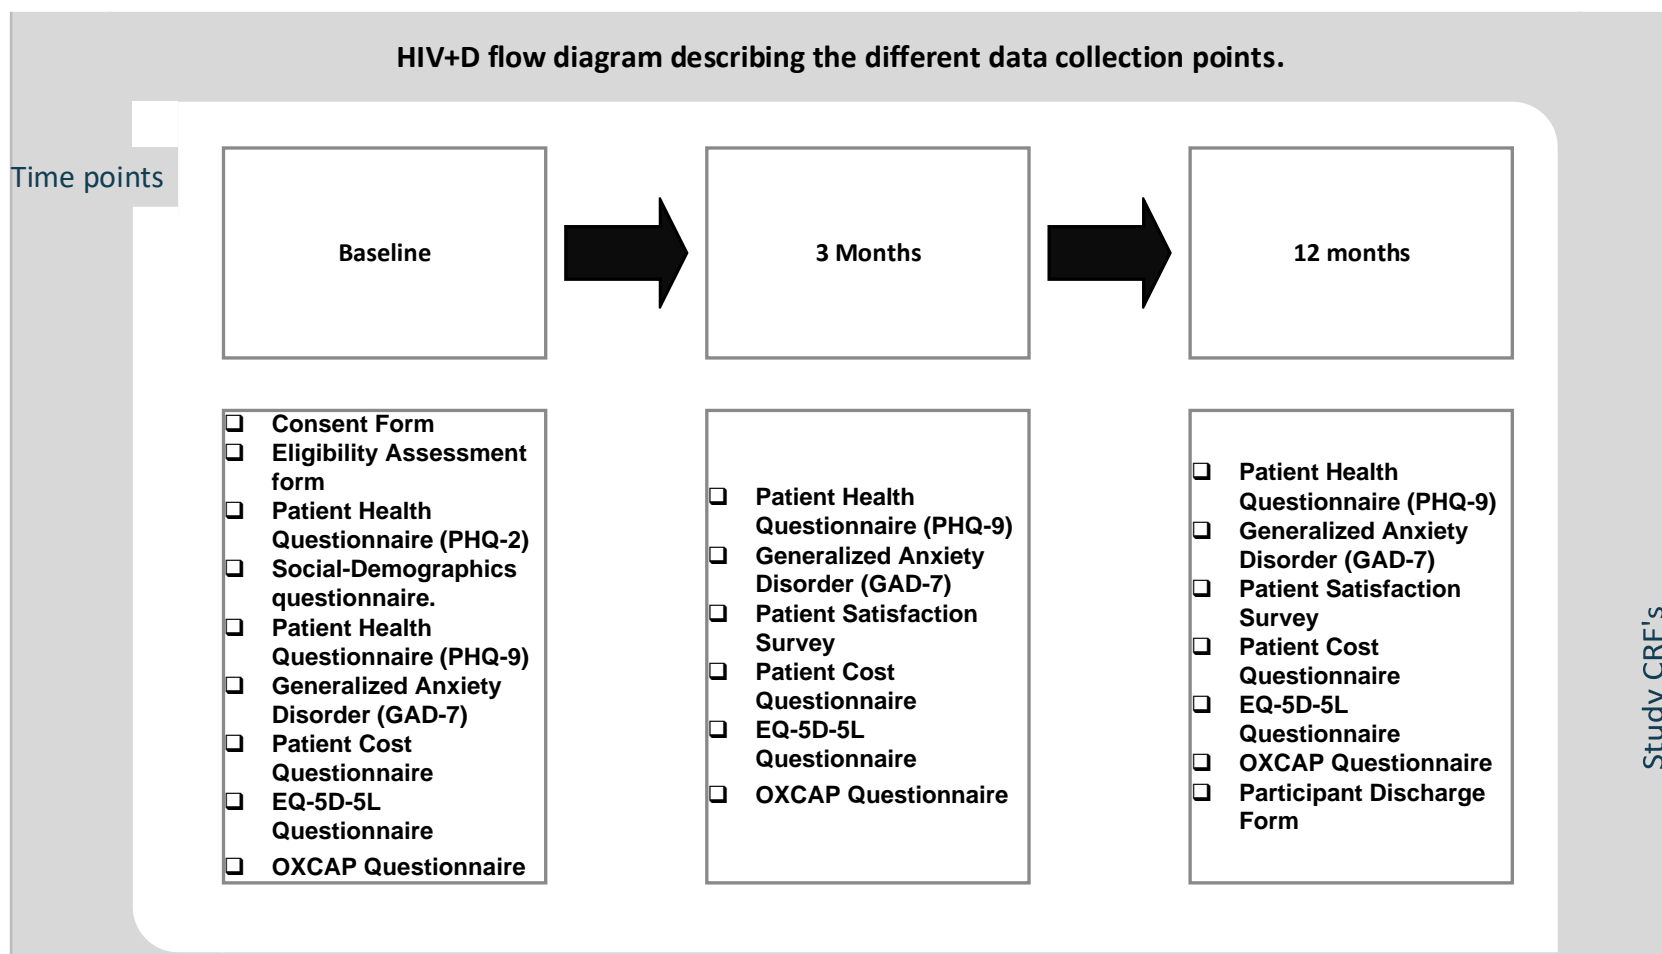 HIV+D flow diagram describing the different data collection points.
Time points
Baseline
3 Months
12 months
❑ Consent Form
❑ Eligibility Assessment
form
❑ Patient Health
Questionnaire (PHQ-2)
❑ Social-Demographics
questionnaire.
❑ Patient Health
Questionnaire (PHQ-9)
❑ Generalized Anxiety
Disorder (GAD-7)
❑ Patient Cost
Questionnaire
❑ EQ-5D-5L
Questionnaire
❑ OXCAP Questionnaire
❑ Patient Health
Questionnaire (PHQ-9)
❑ Generalized Anxiety
Disorder (GAD-7)
❑ Patient Satisfaction
Survey
❑ Patient Cost
Questionnaire
❑ EQ-5D-5L
Questionnaire
❑ OXCAP Questionnaire
❑ Patient Health
Questionnaire (PHQ-9)
❑ Generalized Anxiety
Disorder (GAD-7)
❑ Patient Satisfaction
Survey
❑ Patient Cost
Questionnaire
❑ EQ-5D-5L
Questionnaire
❑ OXCAP Questionnaire
❑ Participant Discharge
Form
Study CRF's